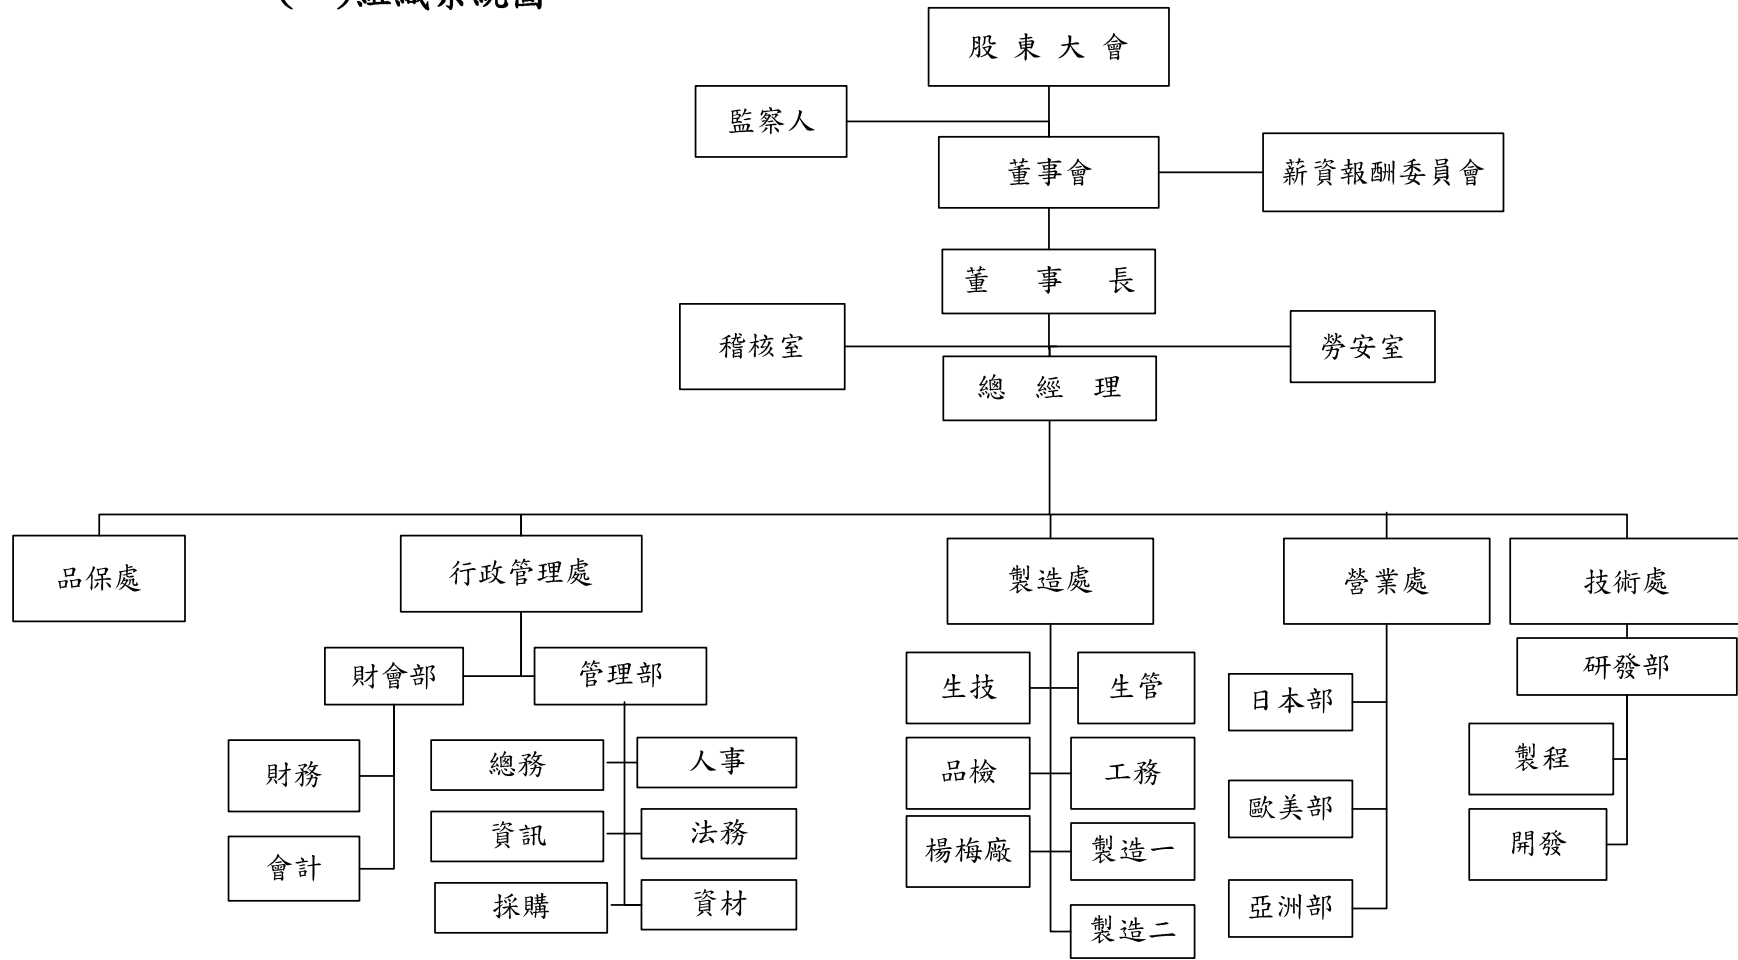 組織系統圖
股東大會
監察人
董事會
薪資報酬委員會
董事長
稽核室
勞安室
總經理
品保處
行政管理處
製造處
營業處
技術處
財會部
管理部
研發部
生技
生管
日本部
財務
總務
人事
品檢
工務
製程
資訊
法務
歐美部
開發
會計
楊梅廠
製造一
採購
資材
亞洲部
製造二